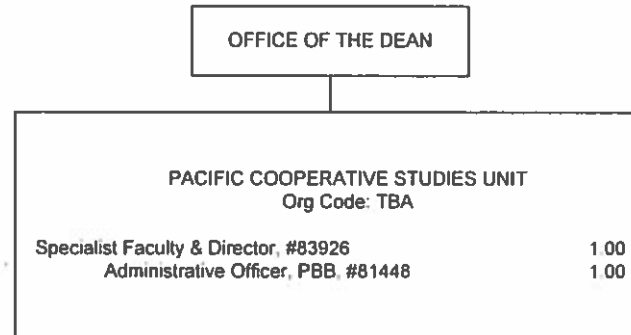 OFFICE OF THE DEAN
PACIFIC COOPERATIVE STUDIES UNIT
Org Code: TBA
Specialist Faculty & Director, #83926 1.00
Administrative Officer, PBB, #81448 1.00